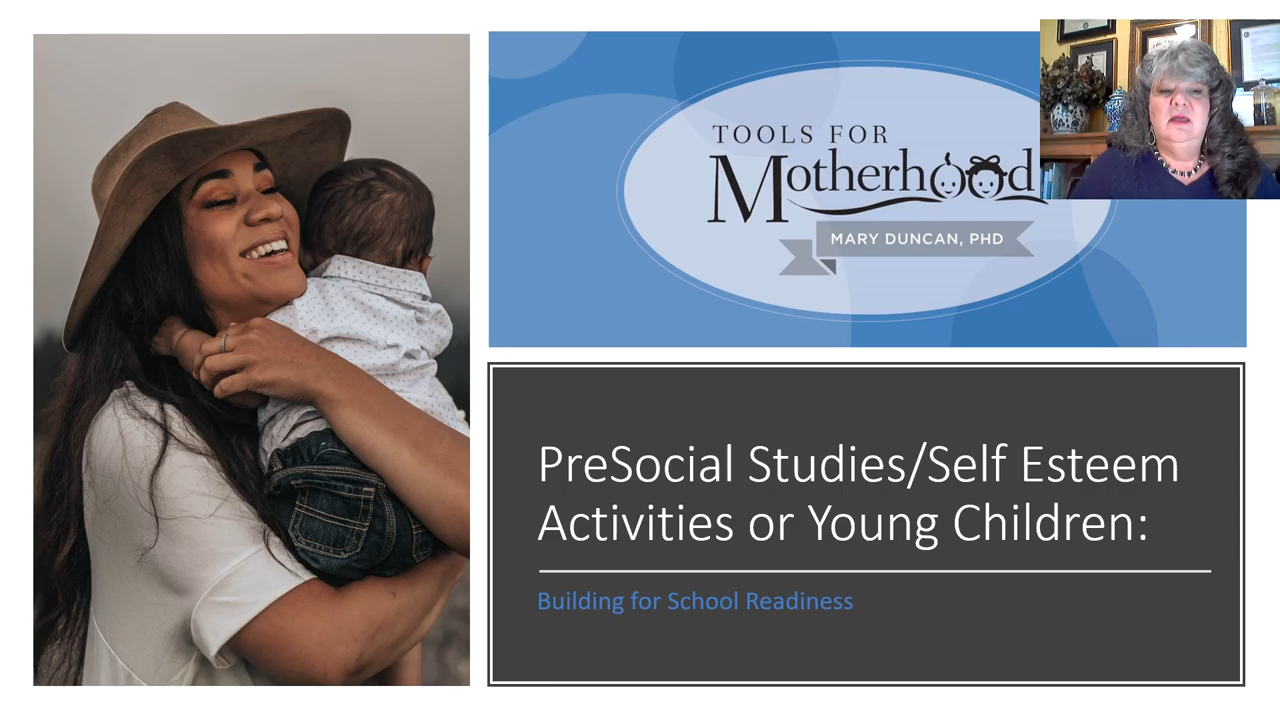 TOOLS FOR
Motherhood
MARY DUNCAN, PHD
PreSocial Studies/Self Esteem
Activities or Young Children:
Building for School Readiness